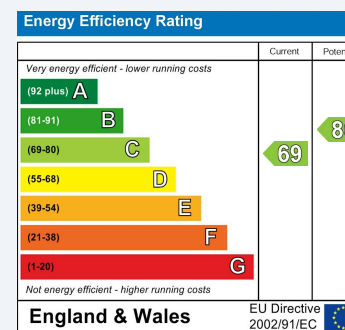 Energy Efficiency Rating
Current
Very energy efficient - lower running costs
(92 plus) A
(81-91) B
(69-80) C
69
(55-68) D
(39-54) E
(21-38) F
(1-20) G
Not energy efficient - higher running costs
England & Wales
EU Directive
2002/91/EC